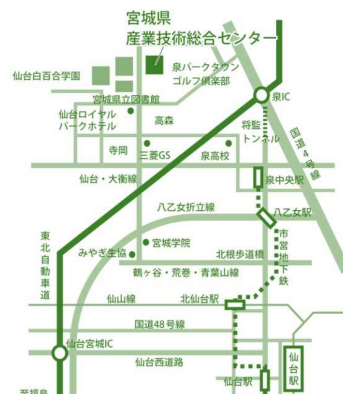 宮城県
産業技術総合センター
仙台白百合学園
泉パークタウン
ゴルフ倶楽部
宮城県立図書館
泉IC
仙台ロイヤル
パークホテル
高森
将監
トンネル
国道4号線
寺岡
三菱GS
泉高校
仙台・大衡線
泉中央駅
八乙女折立線
八乙女駅
東北自動車道
宮城学院
みやぎ生協
北根歩道橋
市営地下鉄
鶴ヶ谷・荒巻・青葉山線
仙山線
北仙台駅
国道48号線
仙台宮城IC
仙台西道路
仙台駅
仙台駅
至福島